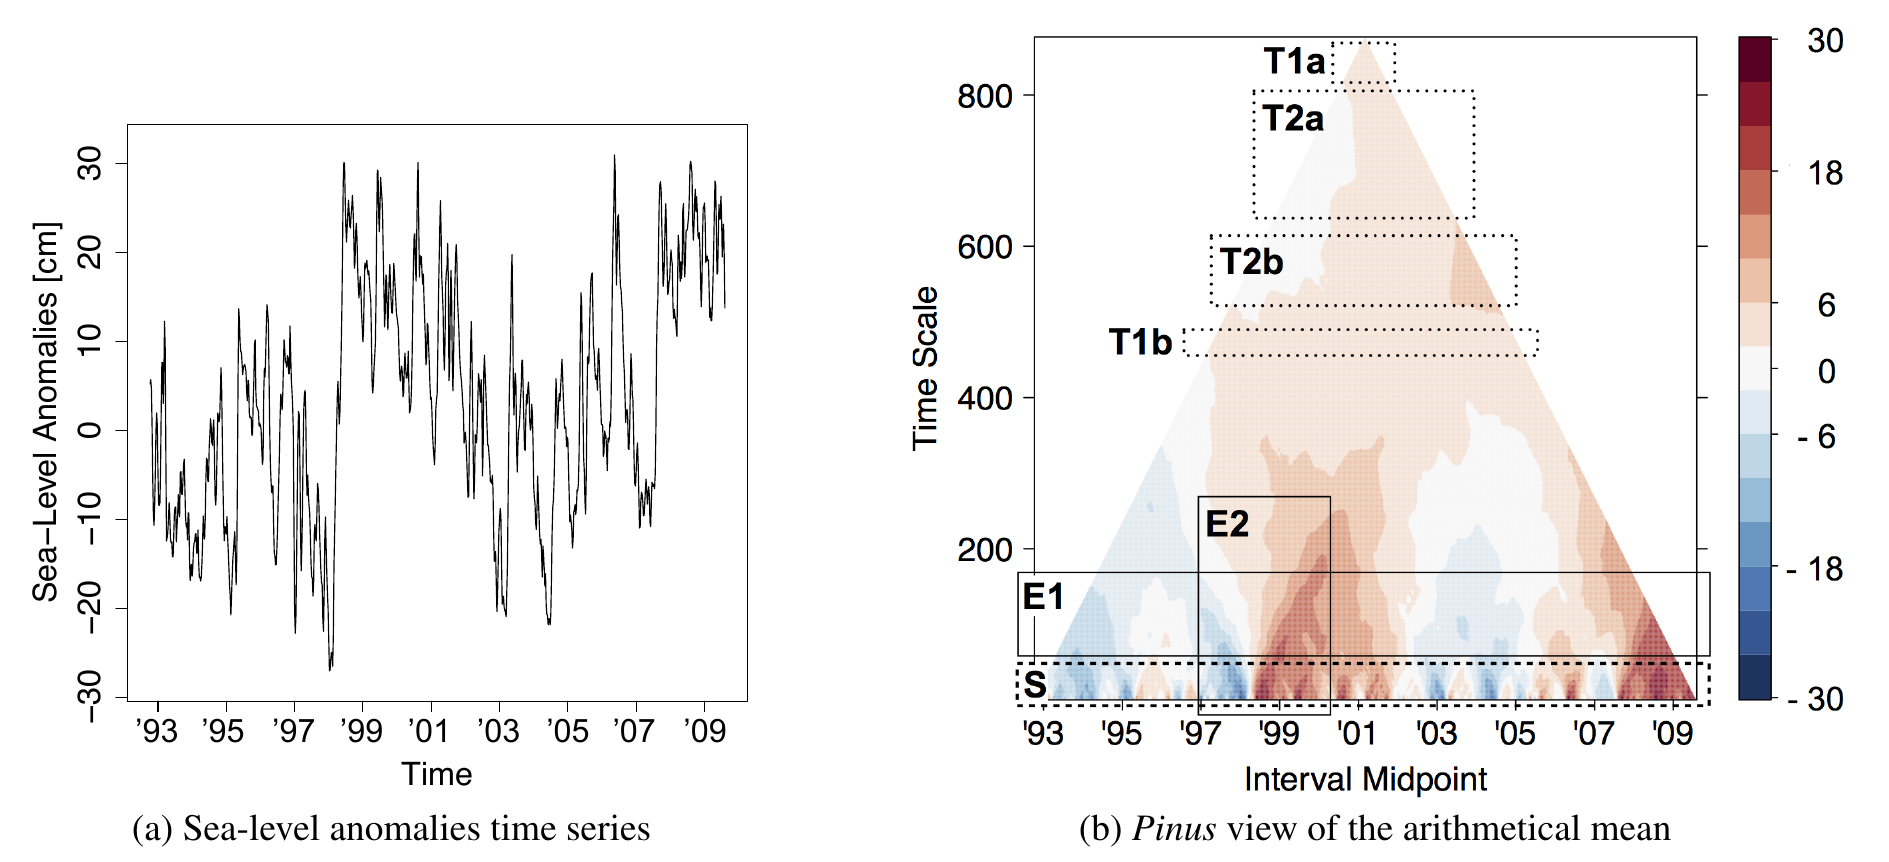 Sea−Level Anomalies [cm]
30
20
10
0
−10
−20
−30
’93 ’95 ’97 ’99 ’01 ’03 ’05 ’07 ’09
Time
(a) Sea-level anomalies time series
Time Scale
800
600
400
200
T1a
T2a
T2b
T1b
E2
E1
S
'93 '95 '97 '99 '01 '03 '05 '07 '09
Interval Midpoint
30
18
6
0
- 6
- 18
- 30
(b) Pinus view of the arithmetical mean